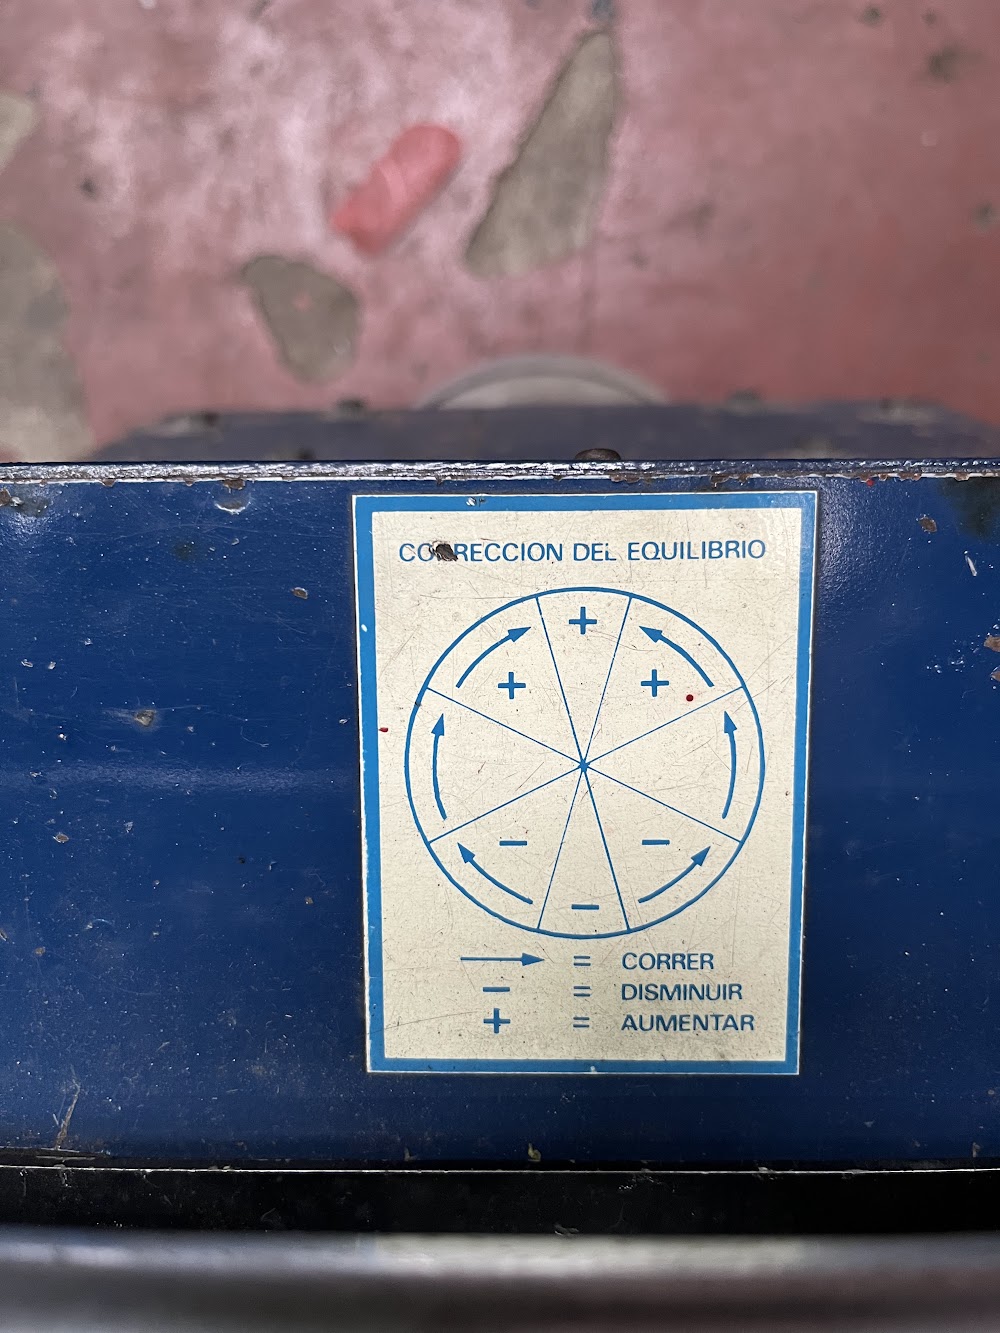 CORRECCION DEL EQUILIBRIO
+
+ +
- -
-
→ = CORRER
- = DISMINUIR
+ = AUMENTAR